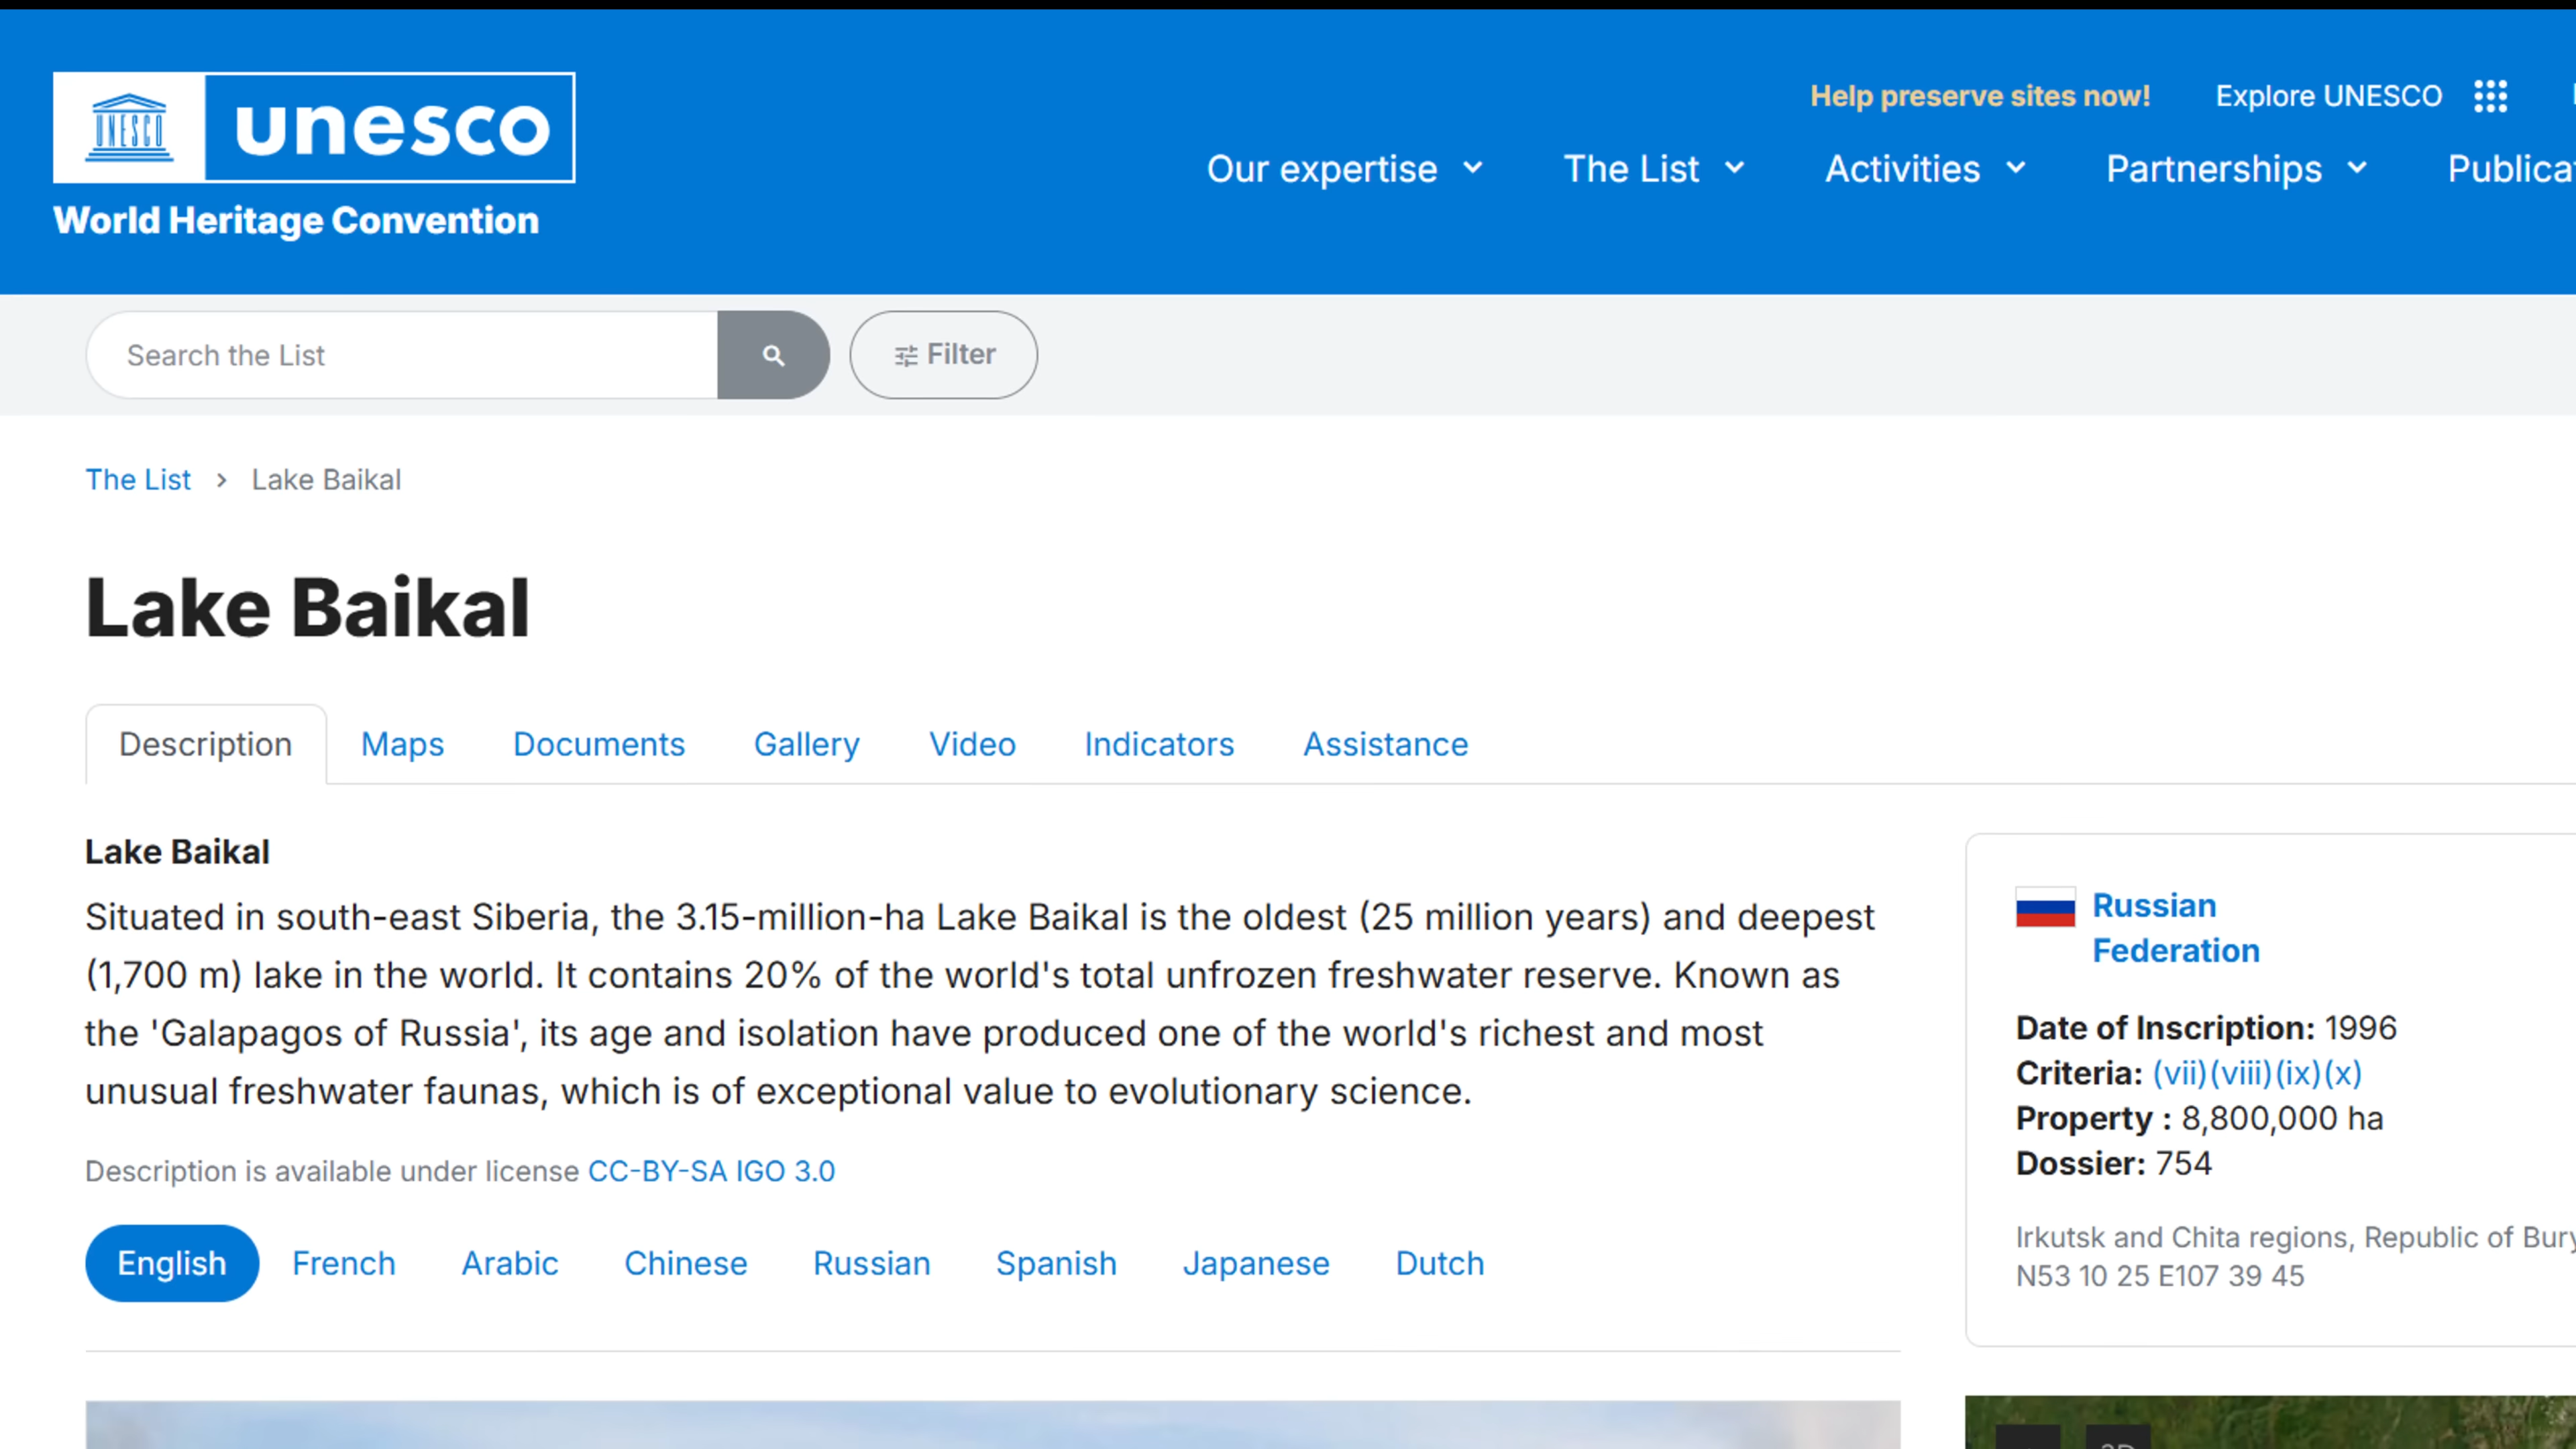 UNESCO
unesco
World Heritage Convention
Help preserve sites now!
Explore UNESCO
Our expertise
The List
Activities
Partnerships
Search the List
Filter
The List > Lake Baikal
Lake Baikal
Description
Maps
Documents
Gallery
Video
Indicators
Assistance
Lake Baikal
Situated in south-east Siberia, the 3.15-million-ha Lake Baikal is the oldest (25 million years) and deepest
(1,700 m) lake in the world. It contains 20% of the world's total unfrozen freshwater reserve. Known as
the 'Galapagos of Russia', its age and isolation have produced one of the world's richest and most
unusual freshwater faunas, which is of exceptional value to evolutionary science.
Description is available under license CC-BY-SA IGO 3.0
English
French
Arabic
Chinese
Russian
Spanish
Japanese
Dutch
Russian
Federation
Date of Inscription: 1996
Criteria: (vii)(viii)(ix)(x)
Property : 8,800,000 ha
Dossier: 754
Irkutsk and Chita regions, Republic of
N53 10 25 E107 39 45